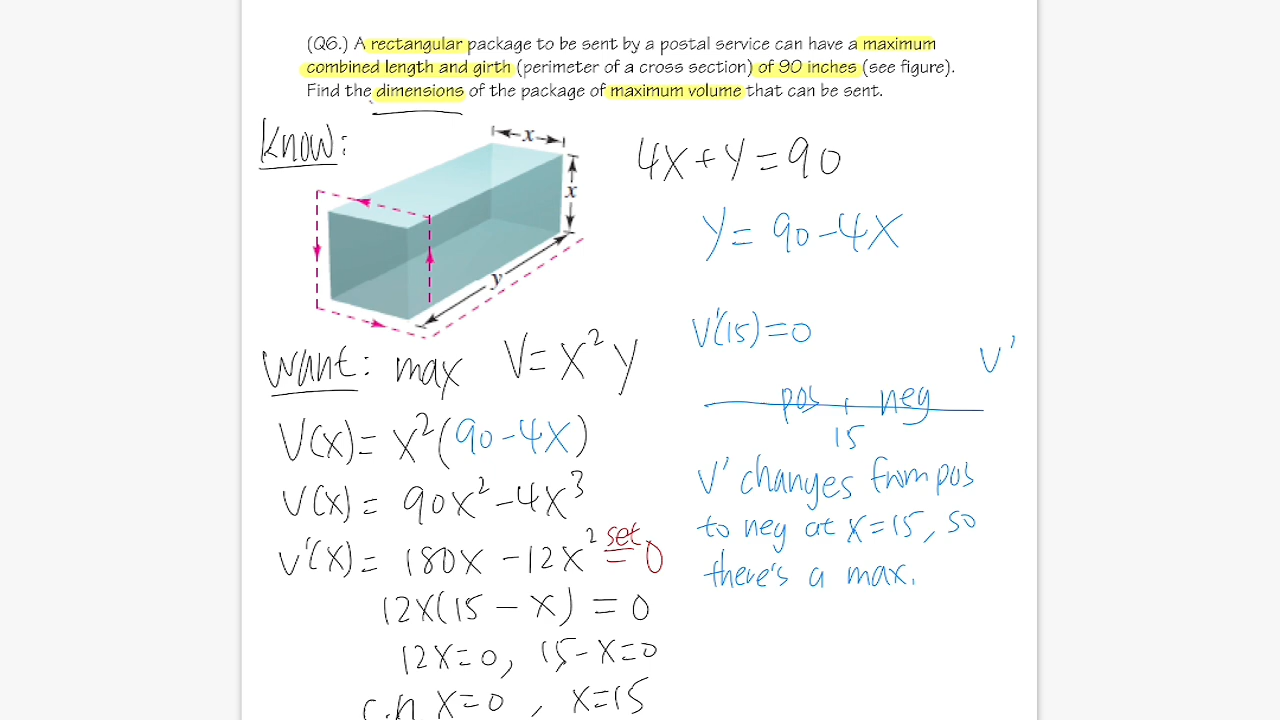 (Q6.) A rectangular package to be sent by a postal service can have a maximum
combined length and girth (perimeter of a cross section) of 90 inches (see figure).
Find the dimensions of the package of maximum volume that can be sent.
Know:
x
x
y
4x+y=90
y=90-4x
want: max V=x²y
V(x)=x²(90-4x)
V(x)=90x²-4x³
V'(x)=180x-12x² set = 0
12x(15-x)=0
12x=0, 15-x=0
c.n. x=0, x=15
V'(15)=0
V'
pos neg
15
V' changes from pos
to neg at x=15, so
there's a max.